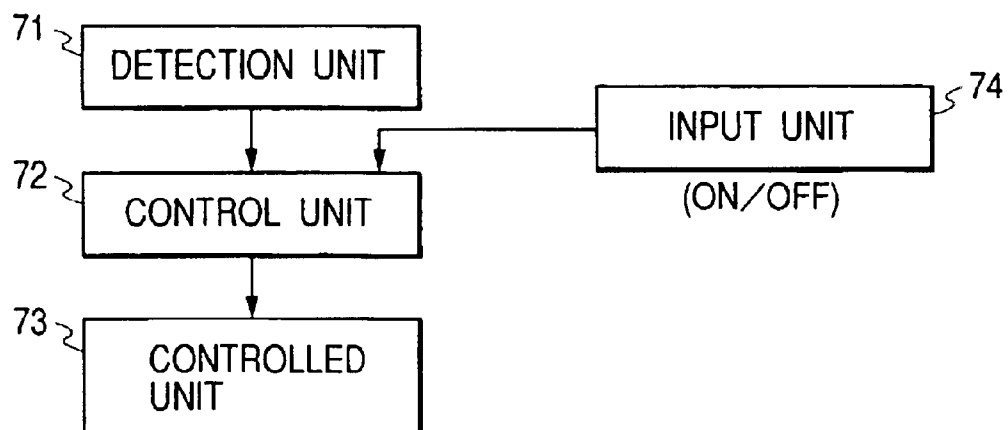 71
DETECTION UNIT
74
INPUT UNIT
(ON/OFF)
72
CONTROL UNIT
73
CONTROLLED
UNIT